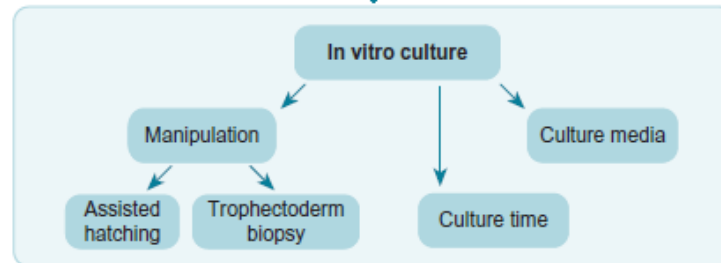 In vitro culture
Manipulation
Culture media
Assisted
hatching
Trophectoderm
biopsy
Culture time